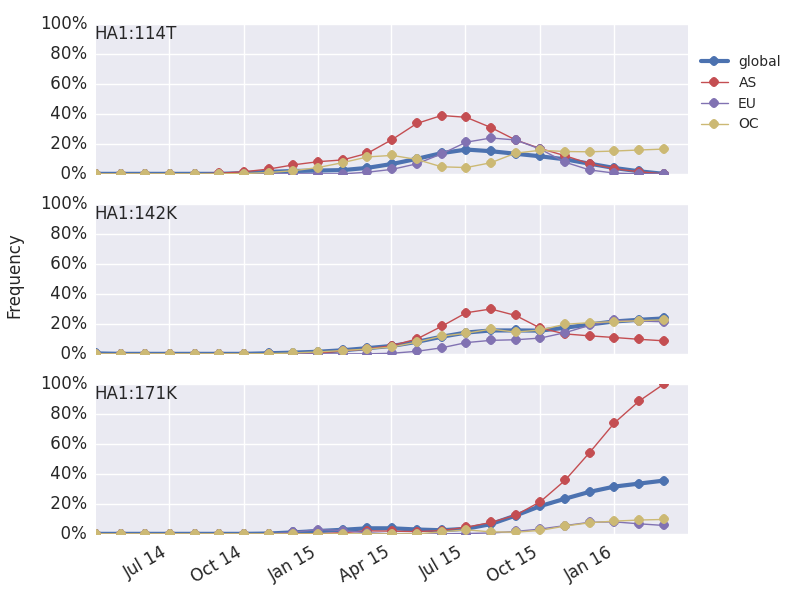 HA1:114T
100%
80%
60%
40%
20%
0%
global
AS
EU
OC
HA1:142K
100%
80%
60%
40%
20%
0%
Frequency
HA1:171K
100%
80%
60%
40%
20%
0%
Jul 14
Oct 14
Jan 15
Apr 15
Jul 15
Oct 15
Jan 16